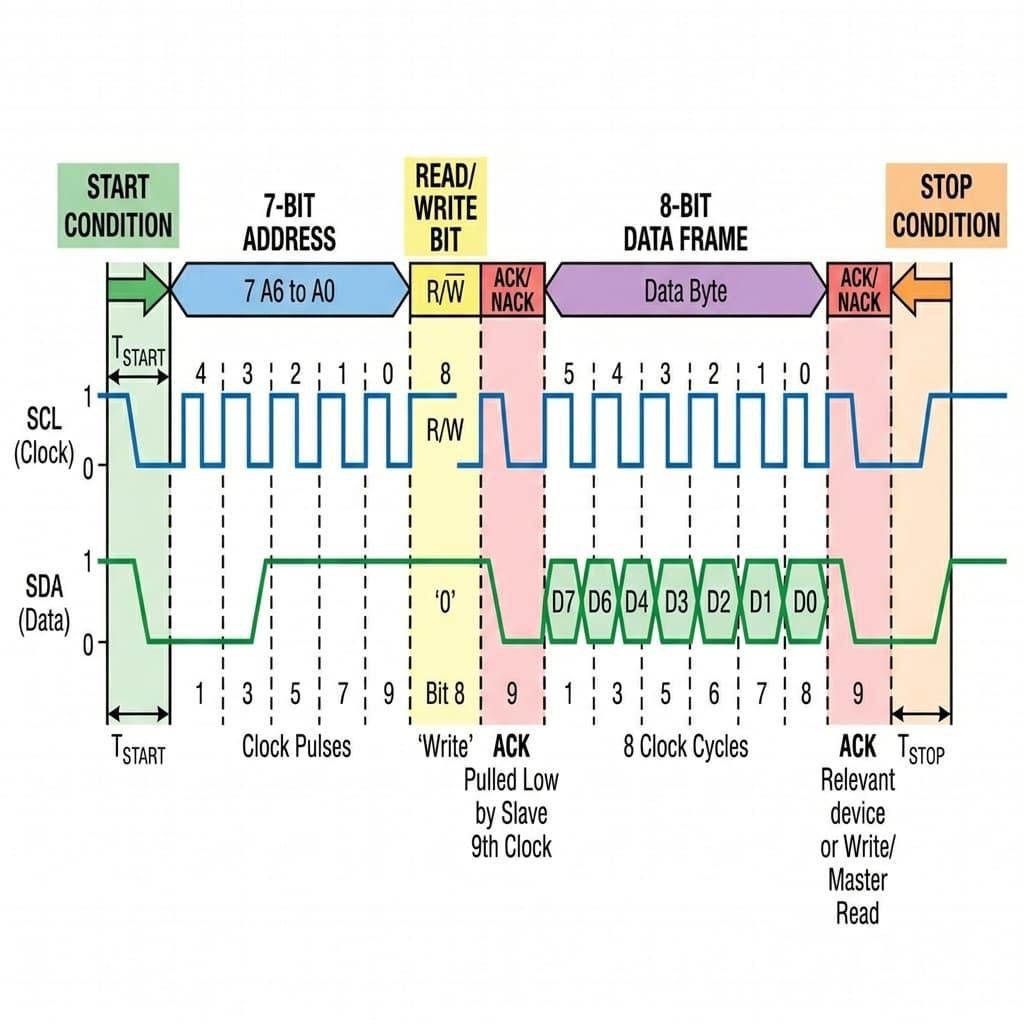 START
CONDITION
7-BIT
ADDRESS
READ/
WRITE
BIT
8-BIT
DATA FRAME
STOP
CONDITION
7 A6 to A0
R/W̅
ACK/
NACK
Data Byte
ACK/
NACK
TSTART
4 3 2 1 0 8 5 4 3 2 1 0
1
SCL
(Clock)
0
R/W
1
SDA
(Data)
0
'0'
D7 D6 D4 D3 D2 D1 D0
1 3 5 7 9 Bit 8 9 1 3 5 6 7 8 9
TSTART
Clock Pulses
'Write'
ACK
Pulled Low
by Slave
9th Clock
8 Clock Cycles
ACK
Relevant
device
or Write/
Master
Read
TSTOP